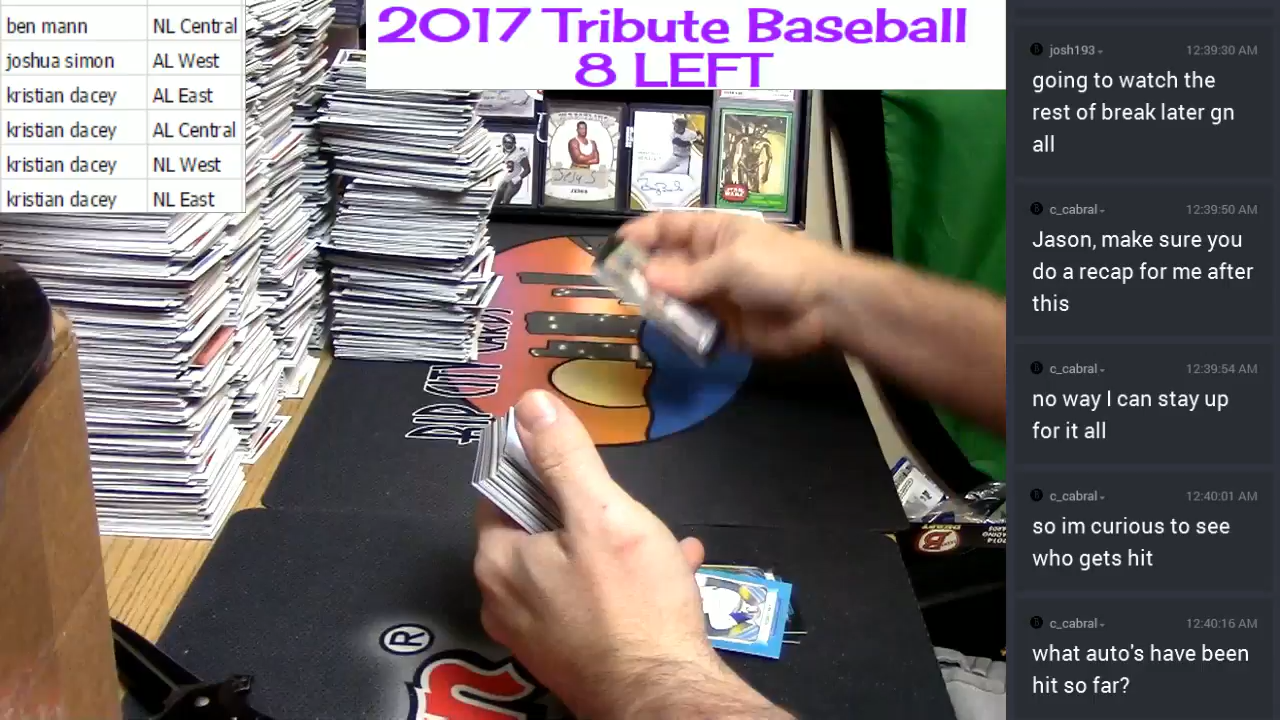 ben mann NL Central
joshua simon AL West
kristian dacey AL East
kristian dacey AL Central
kristian dacey NL West
kristian dacey NL East
2017 Tribute Baseball
8 LEFT
STAR WARS
RIP CITY CARDS
®
josh193 12:39:30 AM
going to watch the
rest of break later gn
all
c_cabral 12:39:50 AM
Jason, make sure you
do a recap for me after
this
c_cabral 12:39:54 AM
no way I can stay up
for it all
c_cabral 12:40:01 AM
so im curious to see
who gets hit
c_cabral 12:40:16 AM
what auto's have been
hit so far?